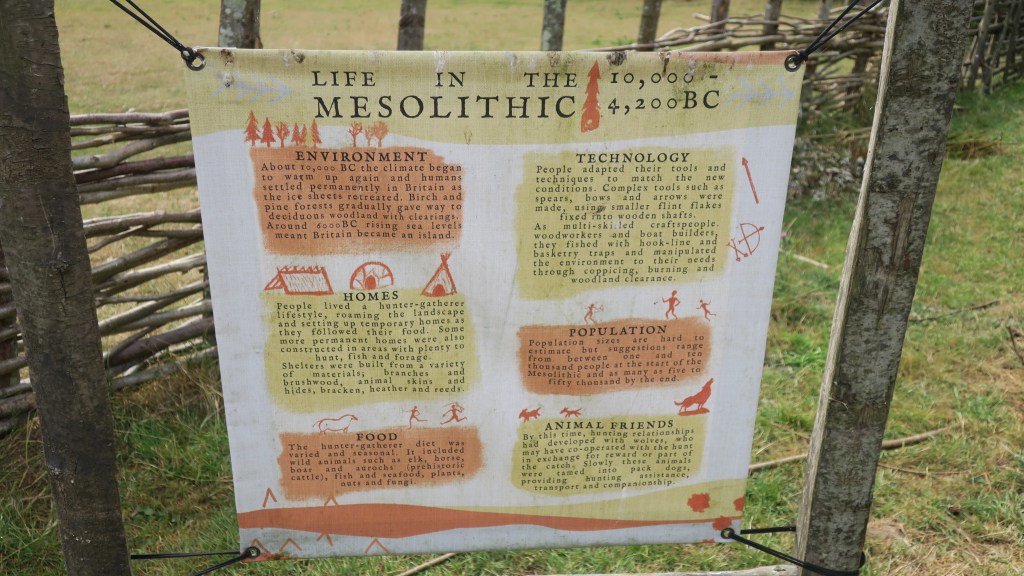 LIFE IN THE
MESOLITHIC
10,000 -
4,200BC
ENVIRONMENT
About 10,000 BC the climate began
to warm up again and humans
settled permanently in Britain as
the ice sheets retreated. Birch and
pine forests gradually gave way to
deciduous woodland with clearings.
Around 6000BC rising sea levels
meant Britain became an island.
HOMES
People lived a hunter-gatherer
lifestyle, roaming the landscape
and setting up temporary homes as
they followed their food. Some
more permanent homes were also
constructed in areas with plenty to
hunt, fish and forage.
Shelters were built from a variety
of materials; branches and
brushwood, animal skins and
hides, bracken, heather and reeds.
FOOD
The hunter-gatherer diet was
varied and seasonal. It included
wild animals such as elk, horse,
boar and aurochs (prehistoric
cattle), fish and seafood, plants,
nuts and fungi.
TECHNOLOGY
People adapted their tools and
techniques to match the new
conditions. Complex tools such as
spears, bows and arrows were
made, using smaller flint flakes
fixed into wooden shafts.
As multi-skilled craftspeople,
woodworkers and boat builders,
they fished with hook-line and
basketry traps and manipulated
the environment to their needs
through coppicing, burning and
woodland clearance.
POPULATION
Population sizes are hard to
estimate but suggestions range
from between one and ten
thousand people at the start of the
Mesolithic and as many as five to
fifty thousand by the end.
ANIMAL FRIENDS
By this time, hunting relationships
had developed with wolves, who
may have co-operated with the hunt
in exchange for reward or part of
the catch. Slowly these animals
were tamed into pack dogs,
providing hunting assistance,
transport and companionship.